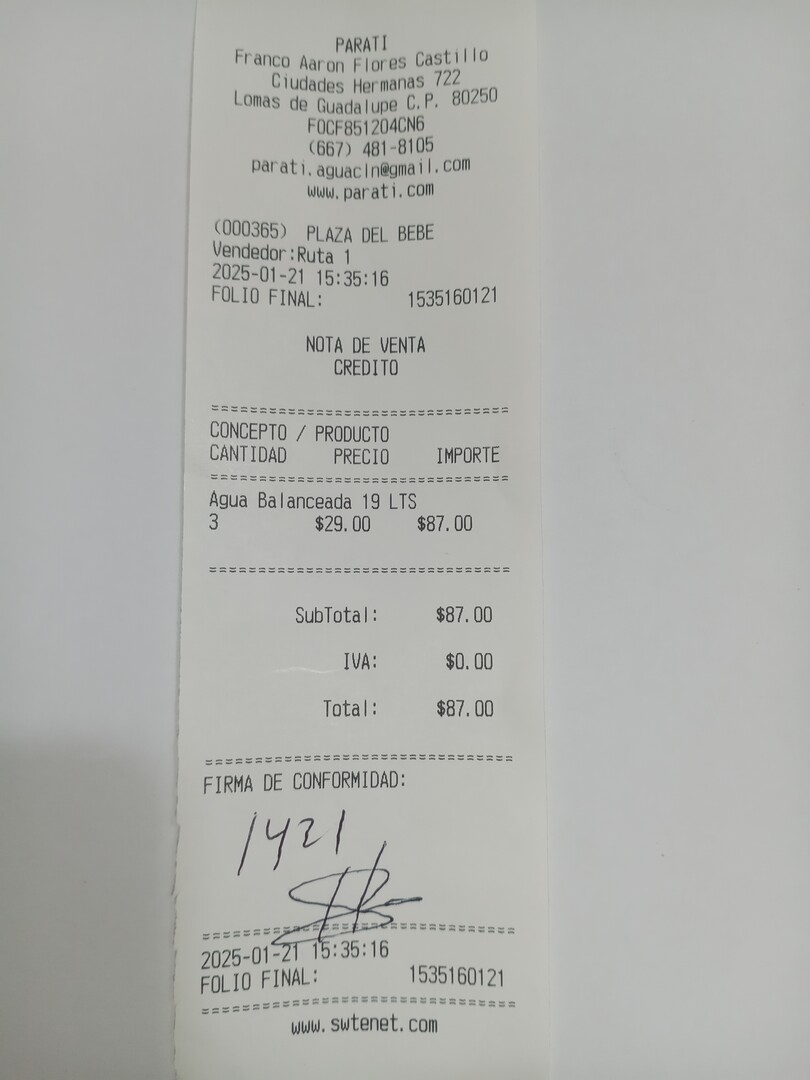 PARATI
Franco Aaron Flores Castillo
Ciudades Hermanas 722
Lomas de Guadalupe C.P. 80250
FOCF851204CN6
(667) 481-8105
parati.aguacln@gmail.com
www.parati.com
(000365) PLAZA DEL BEBE
Vendedor:Ruta 1
2025-01-21 15:35:16
FOLIO FINAL: 1535160121
NOTA DE VENTA
CREDITO
================================
CONCEPTO / PRODUCTO
CANTIDAD PRECIO IMPORTE
================================
Agua Balanceada 19 LTS
3 $29.00 $87.00
================================
SubTotal: $87.00
IVA: $0.00
Total: $87.00
================================
FIRMA DE CONFORMIDAD:
1421
================================
2025-01-21 15:35:16
FOLIO FINAL: 1535160121
================================
www.swtenet.com